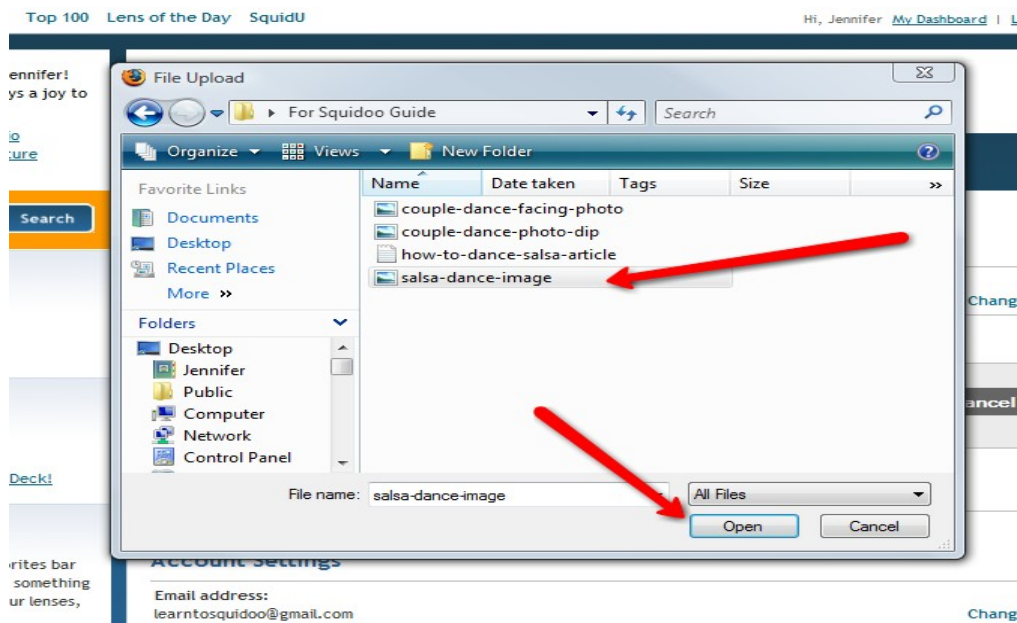 Top 100 Lens of the Day SquidU
Hi, Jennifer My Dashboard |
ennifer!
ys a joy to
io
ture
Search
Deck!
rites bar
something
ur lenses,
File Upload
For Squidoo Guide
Search
Organize Views New Folder
Favorite Links
Documents
Desktop
Recent Places
More »
Folders
Desktop
Jennifer
Public
Computer
Network
Control Panel
Name Date taken Tags Size »
couple-dance-facing-photo
couple-dance-photo-dip
how-to-dance-salsa-article
salsa-dance-image
File name: salsa-dance-image All Files
Open Cancel
Chang
ancel
Account Settings
Email address:
learntosquidoo@gmail.com
Chang